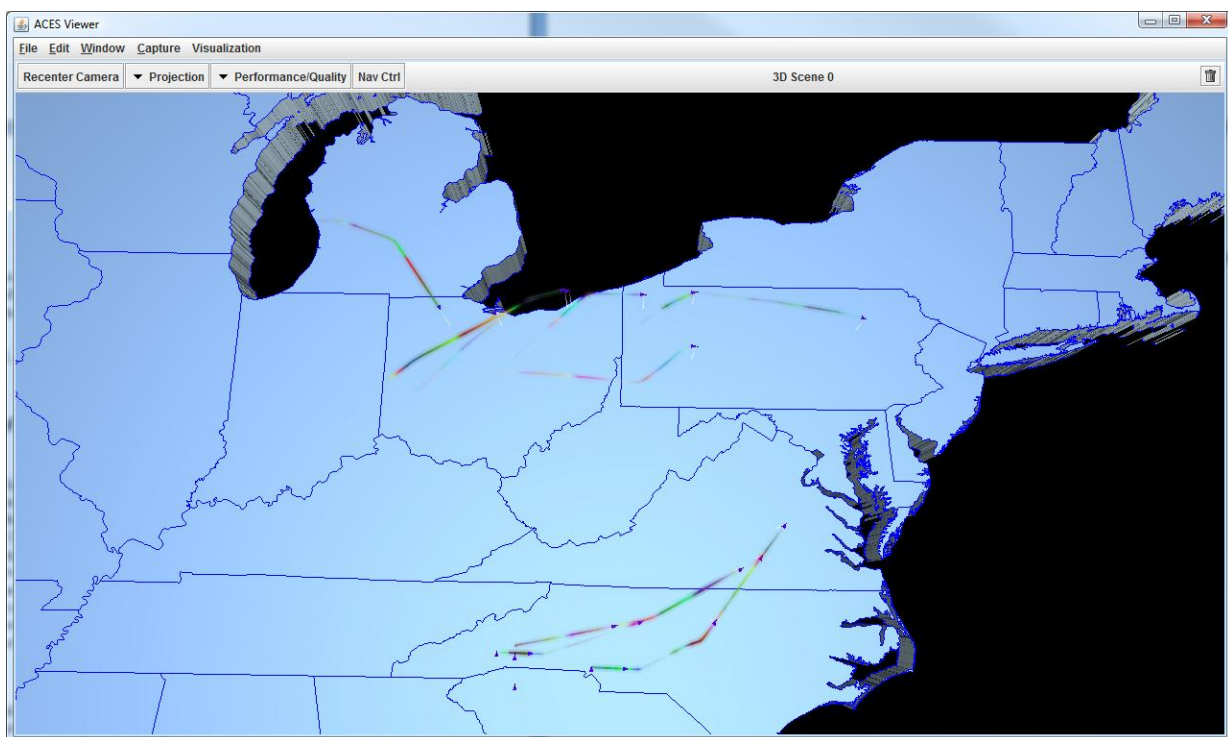 ACES Viewer
File Edit Window Capture Visualization
Recenter Camera Projection Performance/Quality Nav Ctrl 3D Scene 0